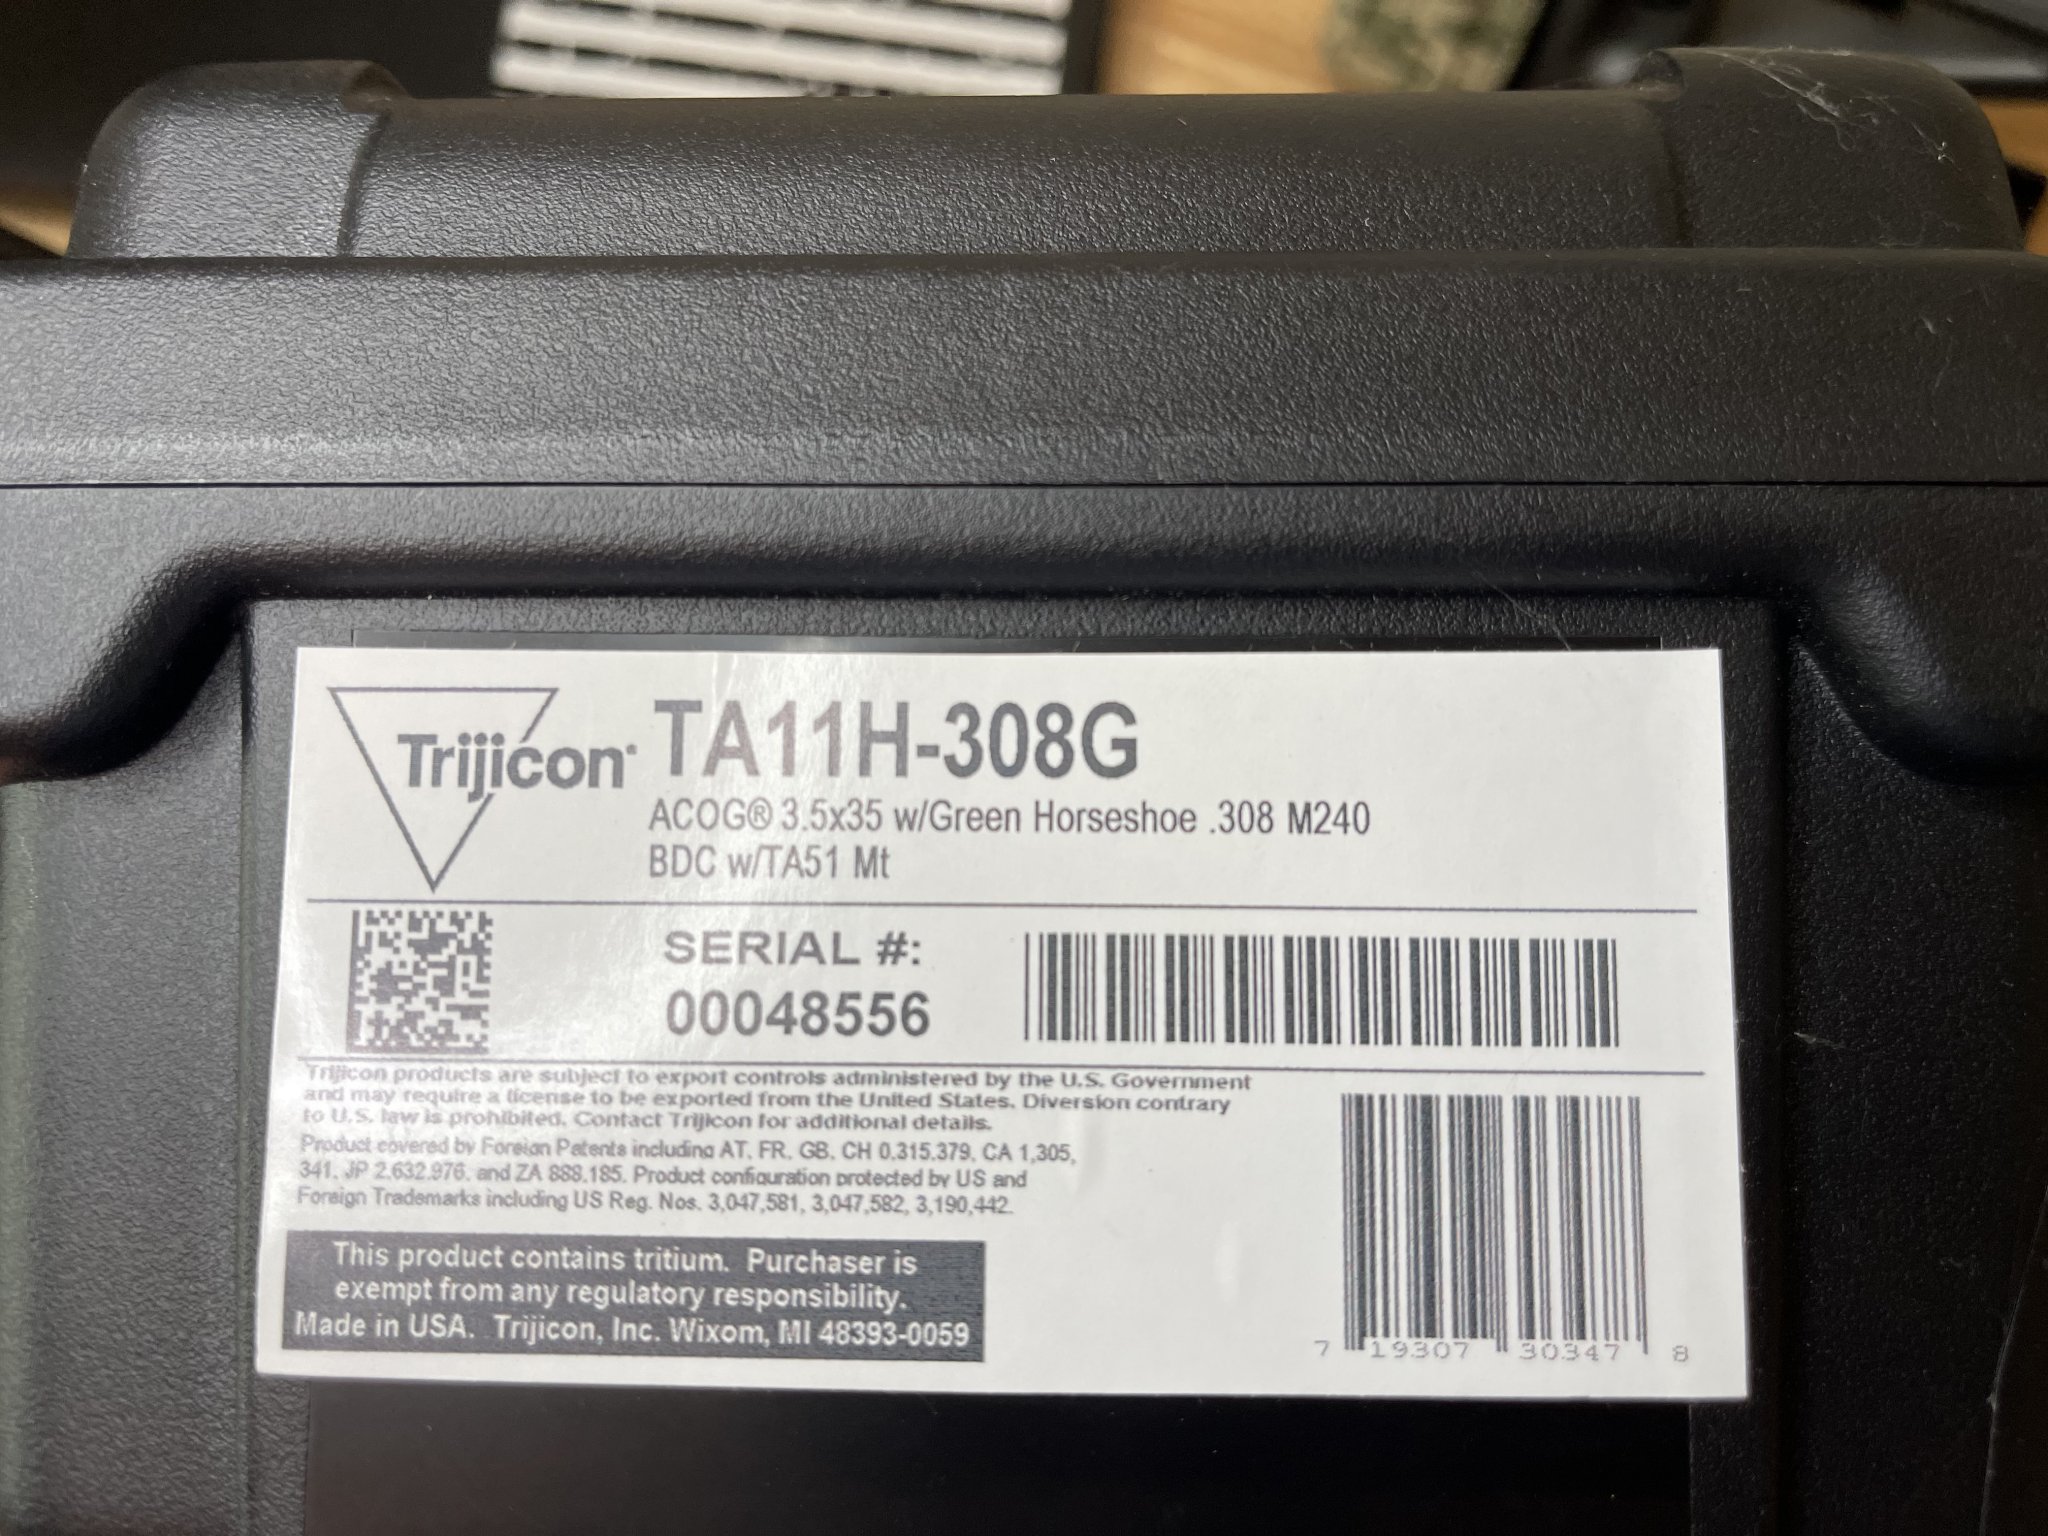 Trijicon®
TA11H-308G
ACOG® 3.5x35 w/Green Horseshoe .308 M240
BDC w/TA51 Mt
SERIAL #:
00048556
Trijicon products are subject to export controls administered by the U.S. Government
and may require a license to be exported from the United States. Diversion contrary
to U.S. law is prohibited. Contact Trijicon for additional details.
Product covered by Foreign Patents including AT, FR, GB, CH 0,315,379, CA 1,305,
341, JP 2,632,976, and ZA 888,185. Product configuration protected by US and
Foreign Trademarks including US Reg. Nos. 3,047,581, 3,047,582, 3,190,442.
This product contains tritium. Purchaser is
exempt from any regulatory responsibility.
Made in USA. Trijicon, Inc. Wixom, MI 48393-0059
7 19307 30347 8